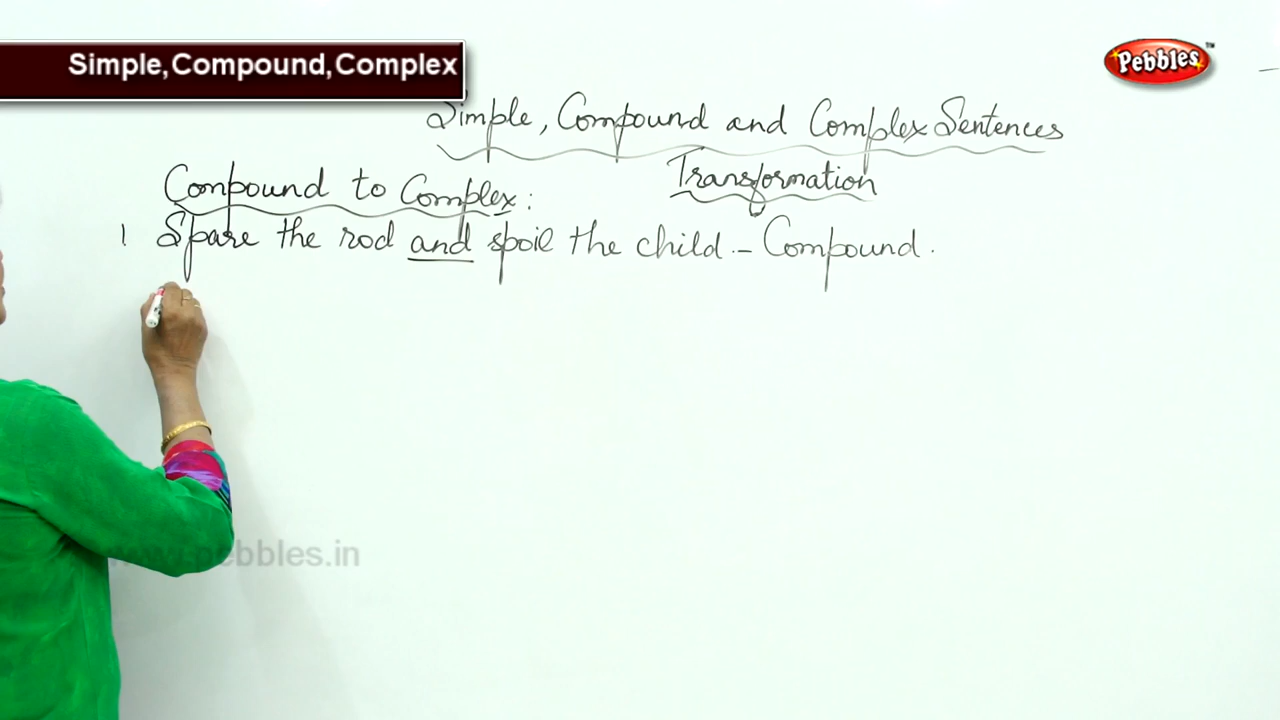 Simple,Compound,Complex
Pebbles™
Simple, Compound and Complex Sentences
Transformation
Compound to Complex:
1 Spare the rod and spoil the child. - Compound.
www.pebbles.in